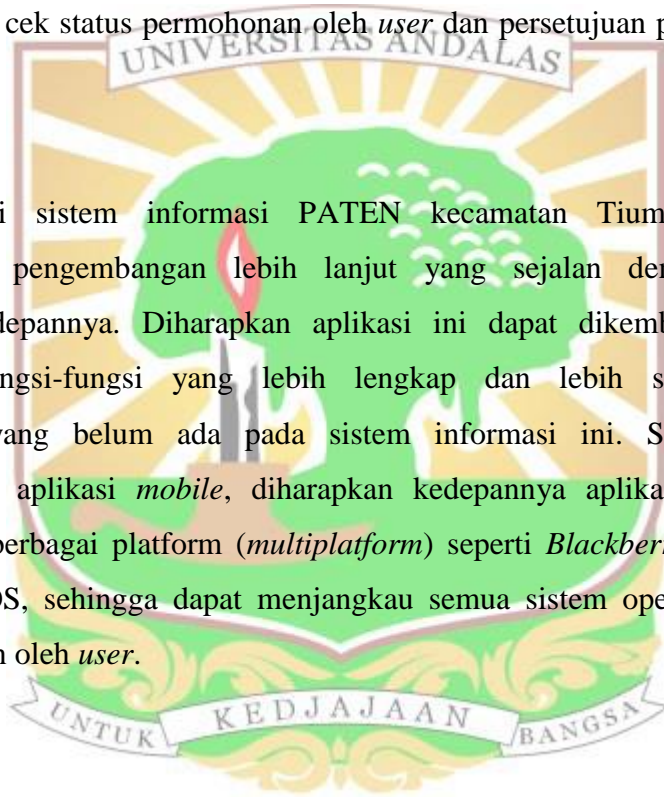 cek status permohonan oleh user dan persetujuan p
UNIVERSITAS ANDALAS
i sistem informasi PATEN kecamatan Tium
pengembangan lebih lanjut yang sejalan der
depannya. Diharapkan aplikasi ini dapat dikemb
ngsi-fungsi yang lebih lengkap dan lebih s
yang belum ada pada sistem informasi ini. S
aplikasi mobile, diharapkan kedepannya aplika
berbagai platform (multiplatform) seperti Blackber
OS, sehingga dapat menjangkau semua sistem ope
n oleh user.
UNTUK KEDJAJAAN BANGSA